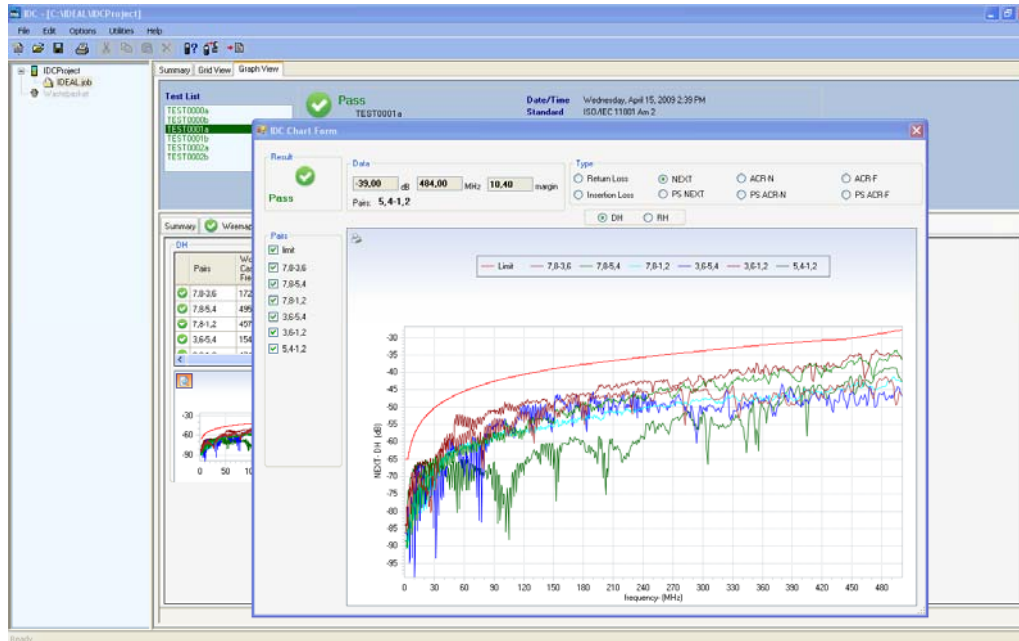 IDC - [C:\IDEAL\IDCProject]
File Edit Options Utilities Help
IDCProject
IDEAL.job
Wastebasket
Summary Grid View Graph View
Test List
TEST0000a
TEST0000b
TEST0001a
TEST0001b
TEST0002a
TEST0002b
Pass
TEST0001a
Date/Time Wednesday, April 15, 2009 2:39 PM
Standard ISO/IEC 11801 Am 2
Summary
DH
Pairs
7,8-3,6 172
7,8-5,4 495
7,8-1,2 457
3,6-5,4 154
-30
-60
-90
0 50
IDC Chart Form
Result
Pass
Data
-39,00 dB 484,00 MHz 10,40 margin
Pairs: 5,4-1,2
Type
Return Loss NEXT ACR-N ACR-F
Insertion Loss PS NEXT PS ACR-N PS ACR-F
DH RH
Pairs
limit
7,8-3,6
7,8-5,4
7,8-1,2
3,6-5,4
3,6-1,2
5,4-1,2
Limit 7,8-3,6 7,8-5,4 7,8-1,2 3,6-5,4 3,6-1,2 5,4-1,2
NEXT - DH (dB)
-30
-35
-40
-45
-50
-55
-60
-65
-70
-75
-80
-85
-90
-95
0 30 60 90 120 150 180 210 240 270 300 330 360 390 420 450 480
frequency- (MHz)
Ready